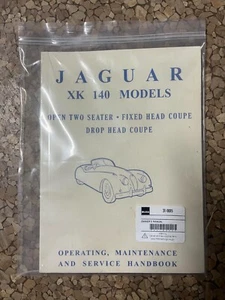 JAGUAR
XK 140 MODELS
OPEN TWO SEATER • FIXED HEAD COUPE
DROP HEAD COUPE
OPERATING, MAINTENANCE
AND SERVICE HANDBOOK